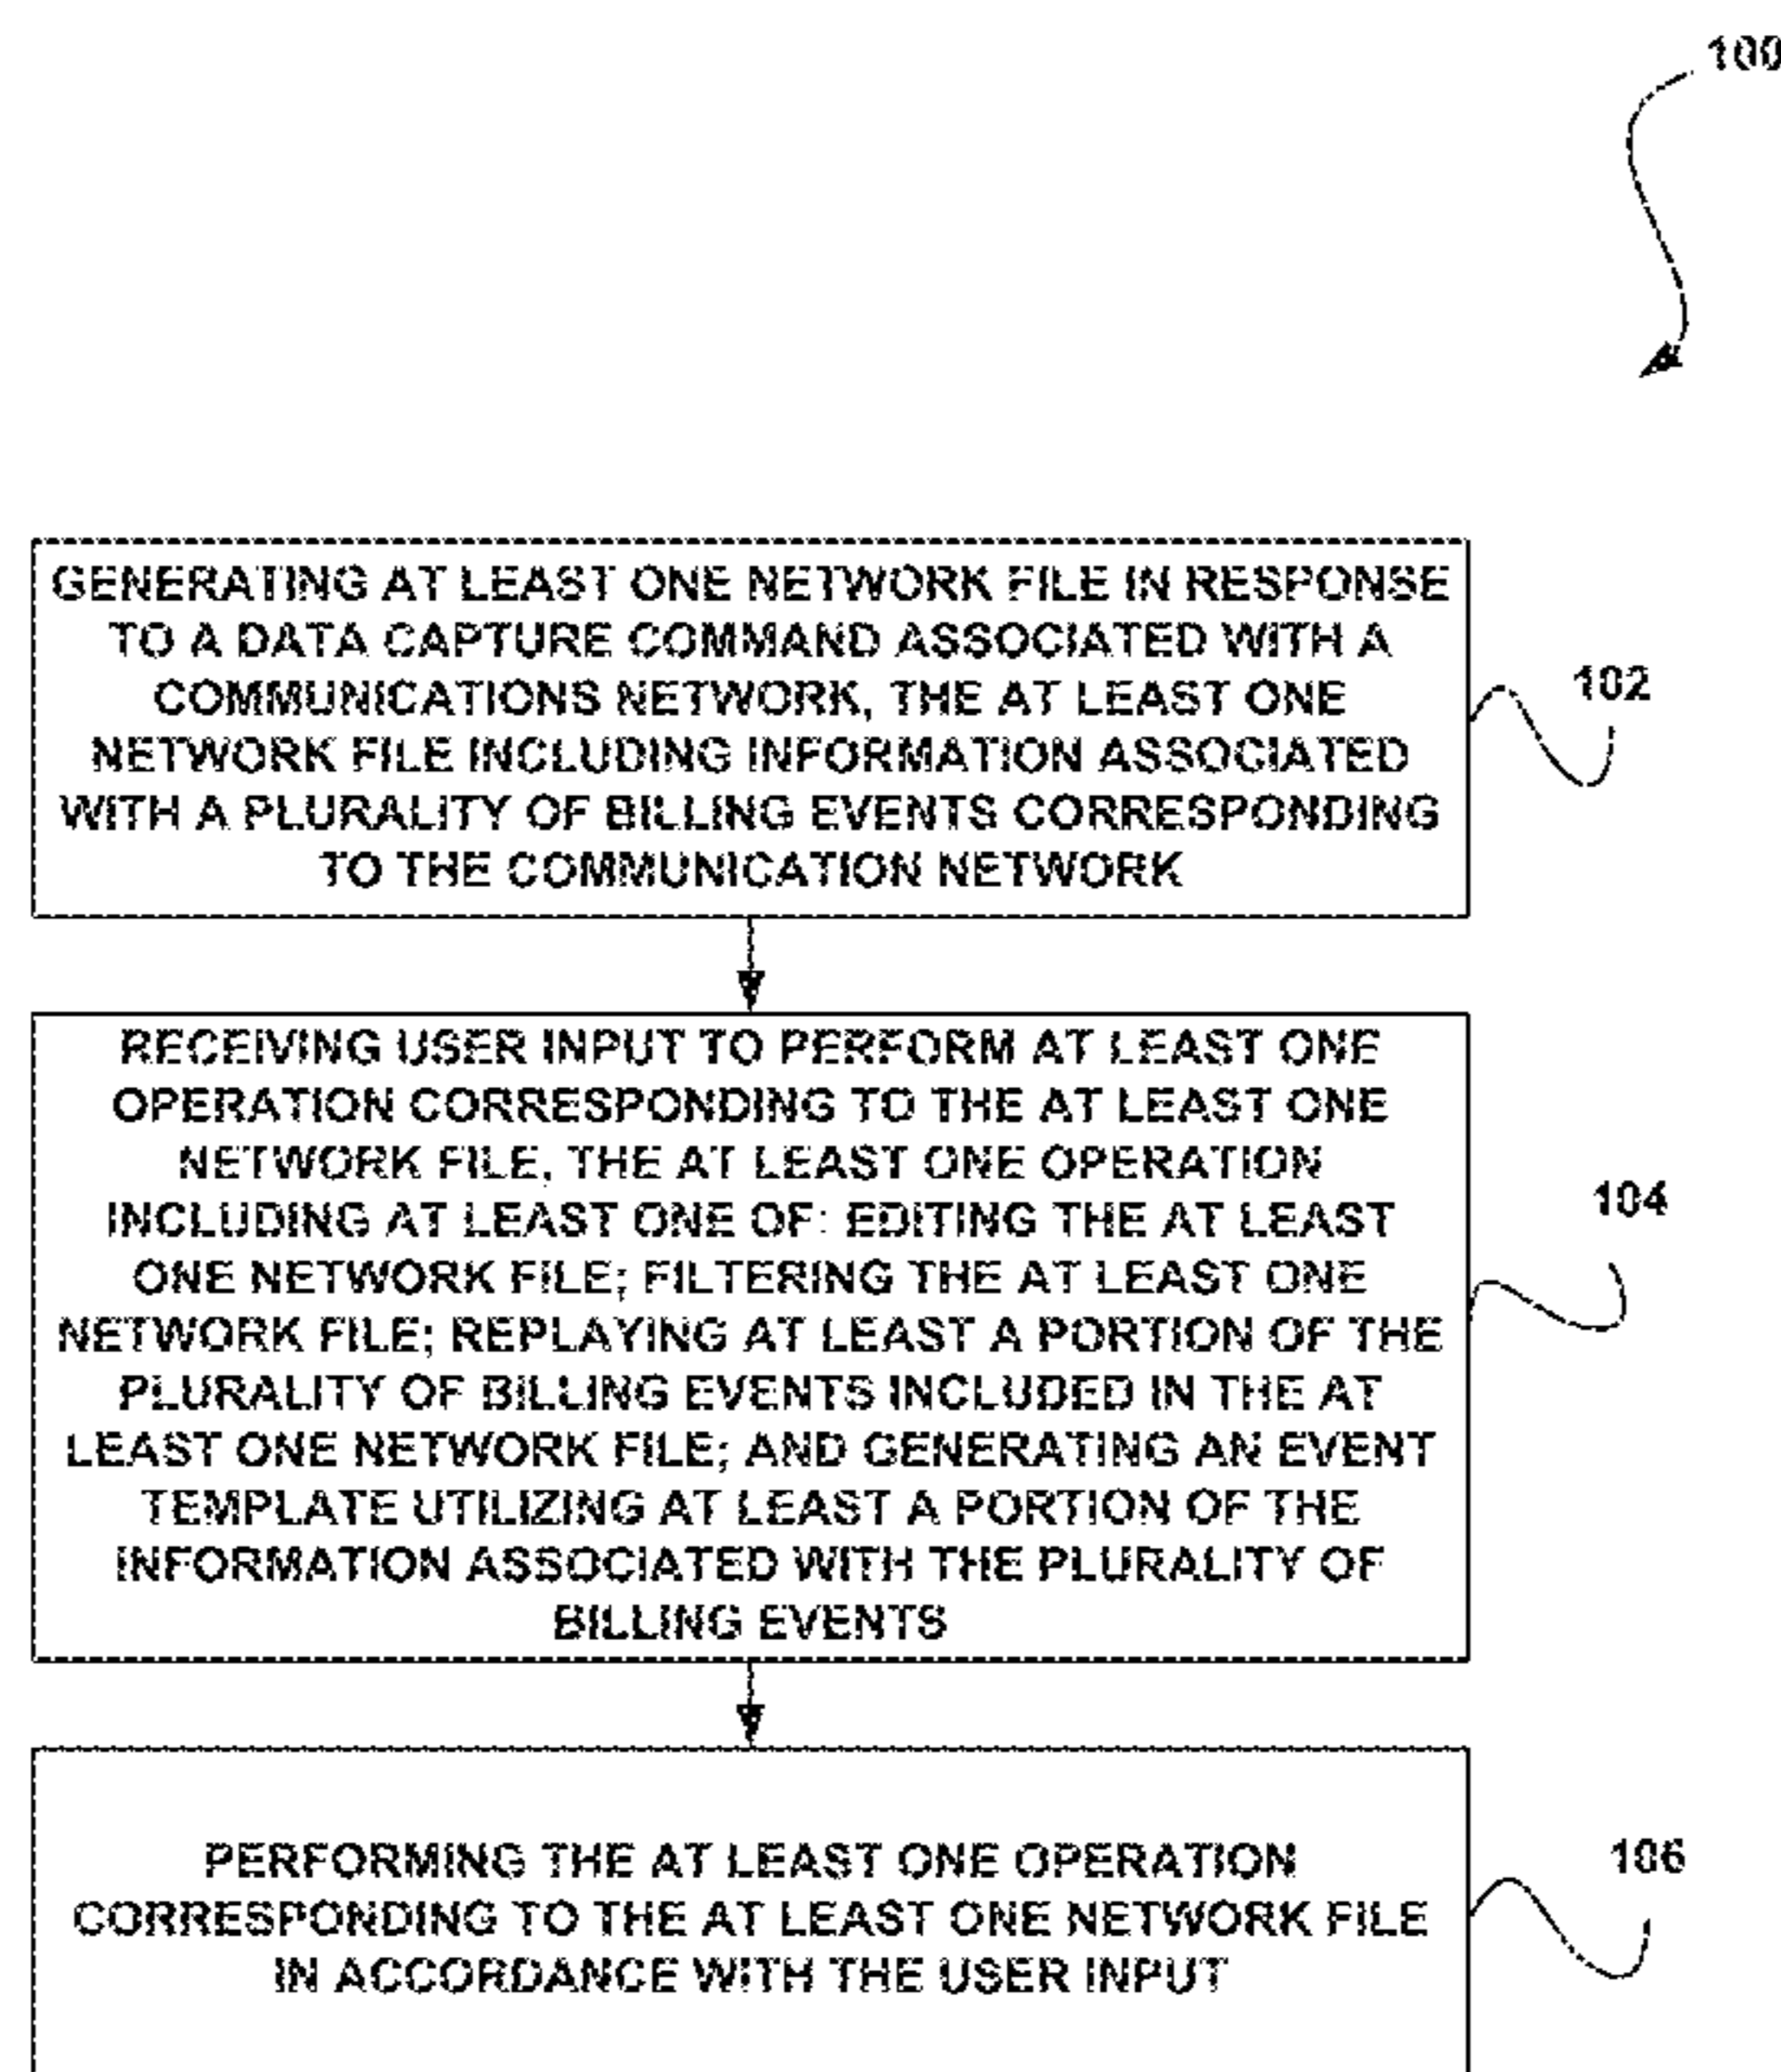 100
GENERATING AT LEAST ONE NETWORK FILE IN RESPONSE
TO A DATA CAPTURE COMMAND ASSOCIATED WITH A
COMMUNICATIONS NETWORK, THE AT LEAST ONE
NETWORK FILE INCLUDING INFORMATION ASSOCIATED
WITH A PLURALITY OF BILLING EVENTS CORRESPONDING
TO THE COMMUNICATION NETWORK
102
RECEIVING USER INPUT TO PERFORM AT LEAST ONE
OPERATION CORRESPONDING TO THE AT LEAST ONE
NETWORK FILE, THE AT LEAST ONE OPERATION
INCLUDING AT LEAST ONE OF: EDITING THE AT LEAST
ONE NETWORK FILE; FILTERING THE AT LEAST ONE
NETWORK FILE; REPLAYING AT LEAST A PORTION OF THE
PLURALITY OF BILLING EVENTS INCLUDED IN THE AT
LEAST ONE NETWORK FILE; AND GENERATING AN EVENT
TEMPLATE UTILIZING AT LEAST A PORTION OF THE
INFORMATION ASSOCIATED WITH THE PLURALITY OF
BILLING EVENTS
104
PERFORMING THE AT LEAST ONE OPERATION
CORRESPONDING TO THE AT LEAST ONE NETWORK FILE
IN ACCORDANCE WITH THE USER INPUT
106